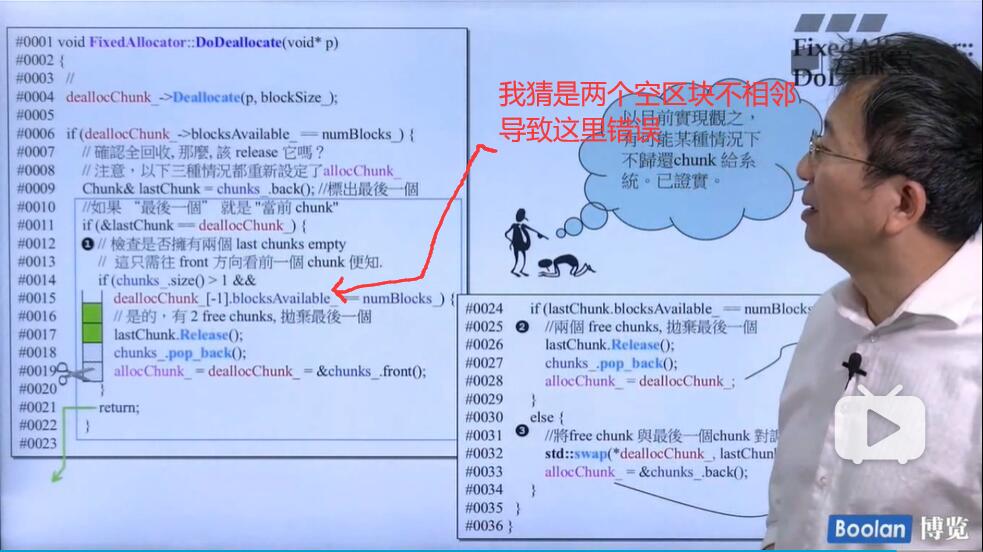 #0001 void FixedAllocator::DoDeallocate(void* p)
#0002 {
#0003 //
#0004 deallocChunk_->Deallocate(p, blockSize_);
#0005
#0006 if (deallocChunk_->blocksAvailable_ == numBlocks_) {
#0007 // 確認全回收, 那麼, 該 release 它嗎?
#0008 // 注意，以下三種情況都重新設定了allocChunk_
#0009 Chunk& lastChunk = chunks_.back(); //標出最後一個
#0010 //如果 “最後一個” 就是 "當前 chunk"
#0011 if (&lastChunk == deallocChunk_) {
#0012 ❶ // 檢查是否擁有兩個 last chunks empty
#0013 // 這只需往 front 方向看前一個 chunk 便知.
#0014 if (chunks_.size() > 1 &&
#0015 deallocChunk_[-1].blocksAvailable_ == numBlocks_) {
#0016 // 是的，有 2 free chunks, 拋棄最後一個
#0017 lastChunk.Release();
#0018 chunks_.pop_back();
#0019 allocChunk_ = deallocChunk_ = &chunks_.front();
#0020 }
#0021 return;
#0022 }
#0023
我猜是两个空区块不相邻,
导致这里错误
以目前實現觀之，
有可能某種情況下
不歸還chunk 給系
統。已證實。
FixedAllocator::
DoD
#0024 if (lastChunk.blocksAvailable_ == numBlocks
#0025 ❷ //兩個 free chunks, 拋棄最後一個
#0026 lastChunk.Release();
#0027 chunks_.pop_back();
#0028 allocChunk_ = deallocChunk_;
#0029 }
#0030 else {
#0031 ❸ //將free chunk 與最後一個chunk 對調
#0032 std::swap(*deallocChunk_, lastChun
#0033 allocChunk_ = &chunks_.back();
#0034 }
#0035 }
#0036 }
Boolan 博览